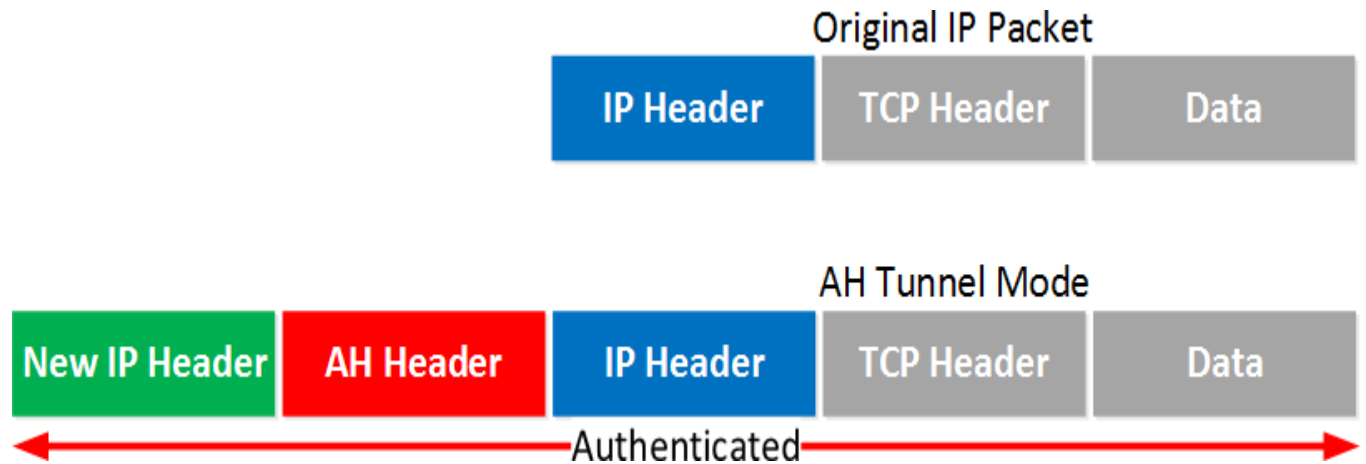 Original IP Packet
IP Header TCP Header Data
AH Tunnel Mode
New IP Header AH Header IP Header TCP Header Data
Authenticated